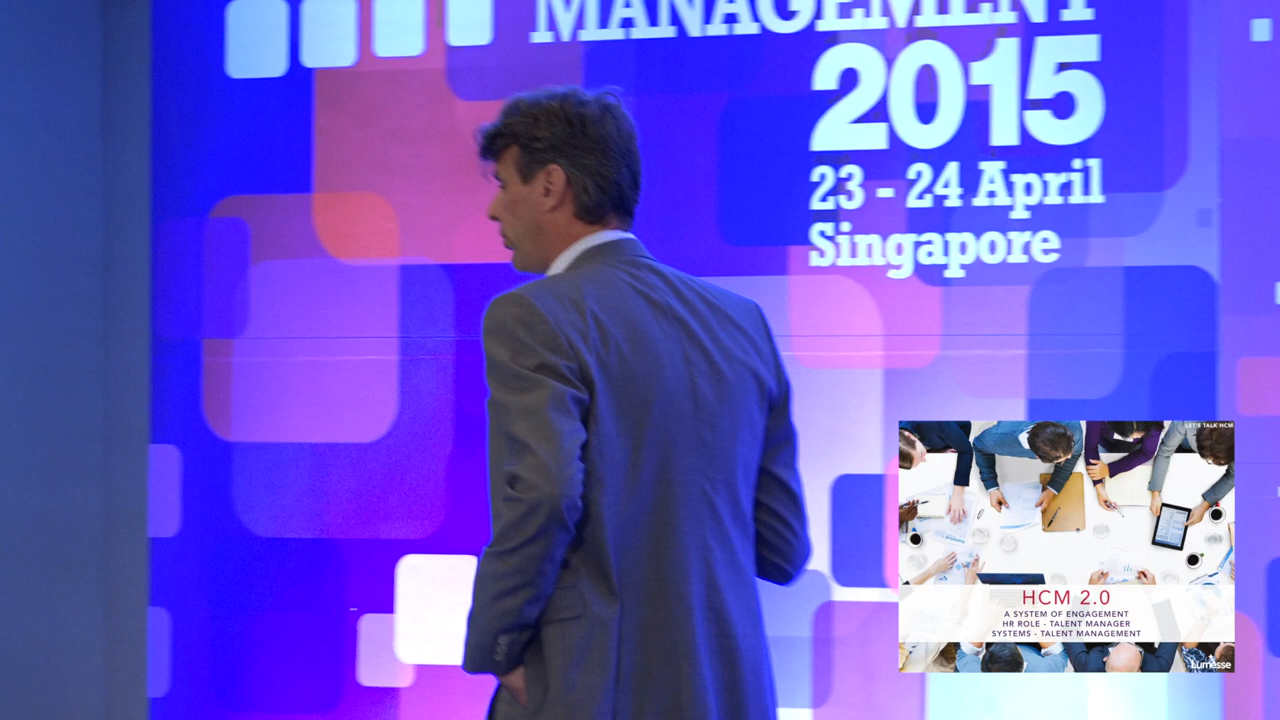 MANAGEMENT
2015
23 - 24 April
Singapore
LET'S TALK HCM
HCM 2.0
A SYSTEM OF ENGAGEMENT
HR ROLE - TALENT MANAGER
SYSTEMS - TALENT MANAGEMENT
Lumesse